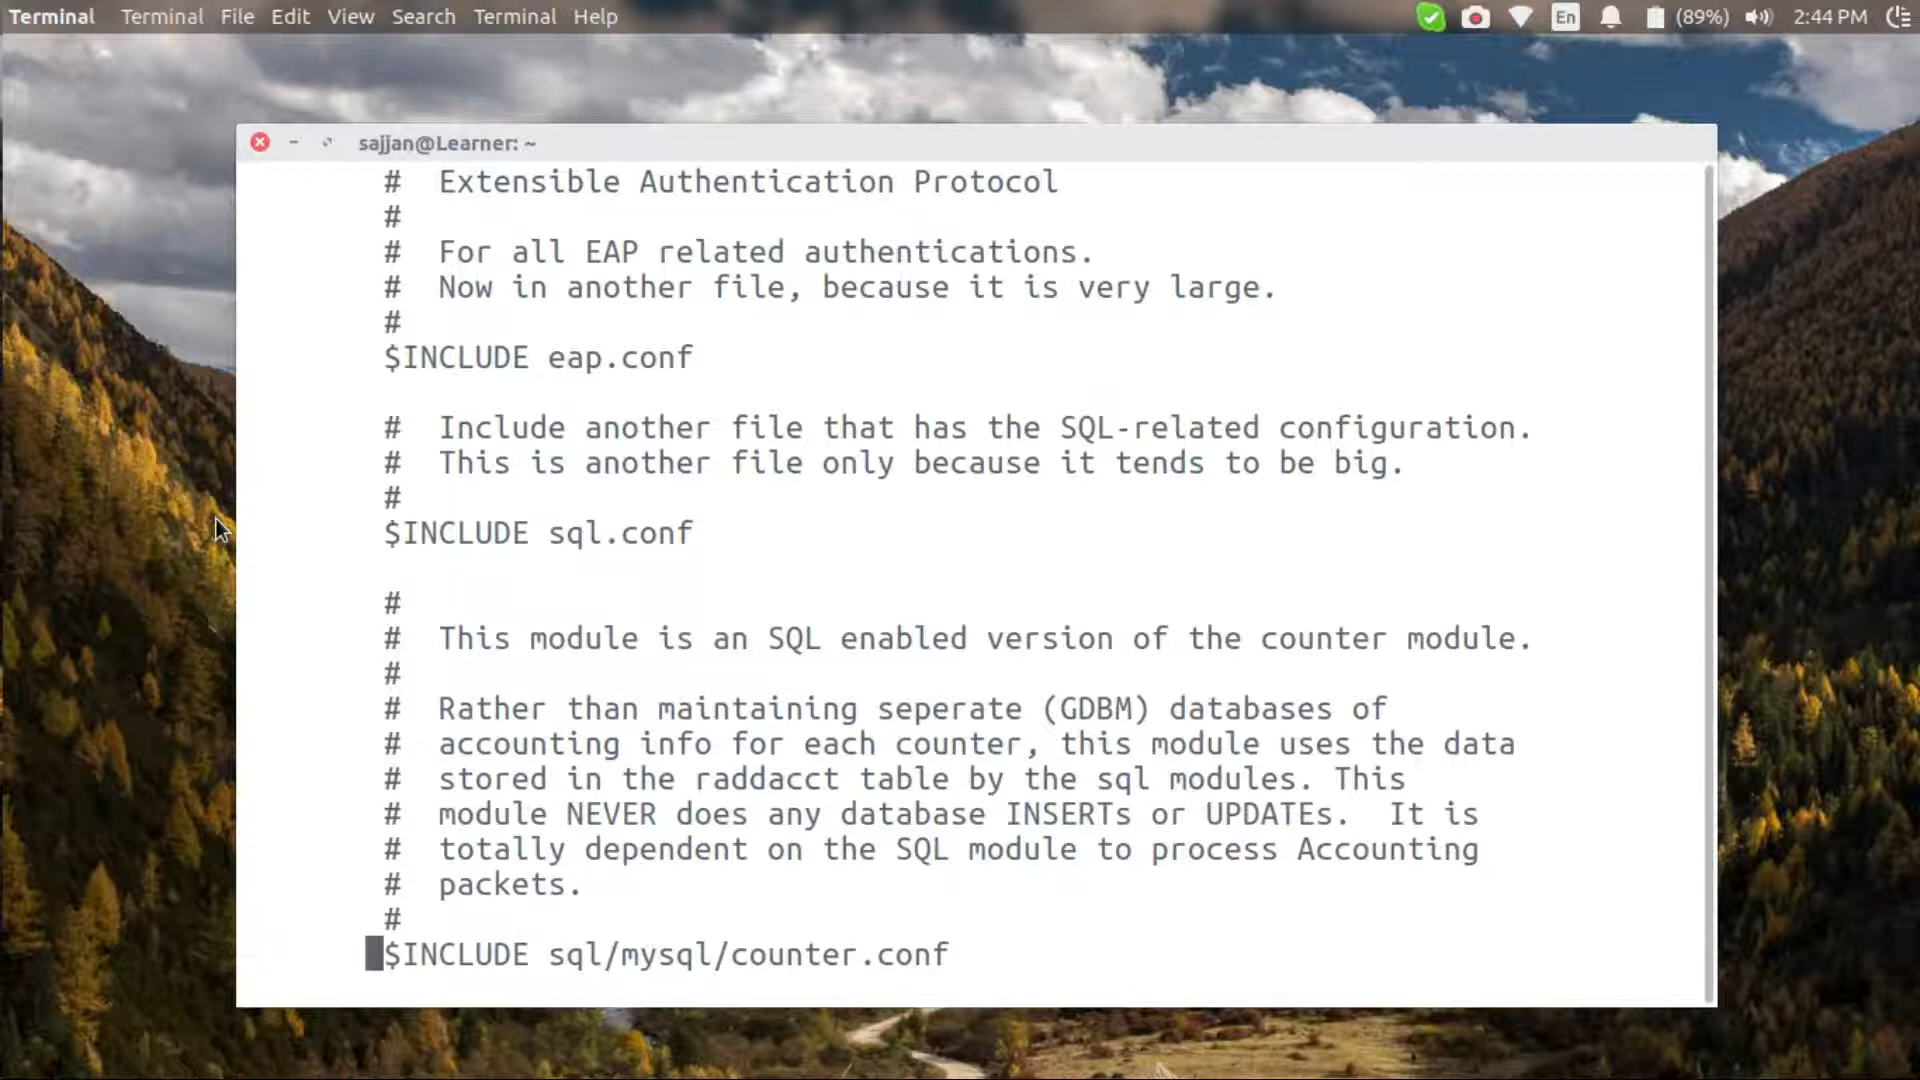 Terminal Terminal File Edit View Search Terminal Help En (89%) 2:44 PM
sajjan@Learner: ~
# Extensible Authentication Protocol
#
# For all EAP related authentications.
# Now in another file, because it is very large.
#
$INCLUDE eap.conf
# Include another file that has the SQL-related configuration.
# This is another file only because it tends to be big.
#
$INCLUDE sql.conf
#
# This module is an SQL enabled version of the counter module.
#
# Rather than maintaining seperate (GDBM) databases of
# accounting info for each counter, this module uses the data
# stored in the raddacct table by the sql modules. This
# module NEVER does any database INSERTs or UPDATEs. It is
# totally dependent on the SQL module to process Accounting
# packets.
#
$INCLUDE sql/mysql/counter.conf